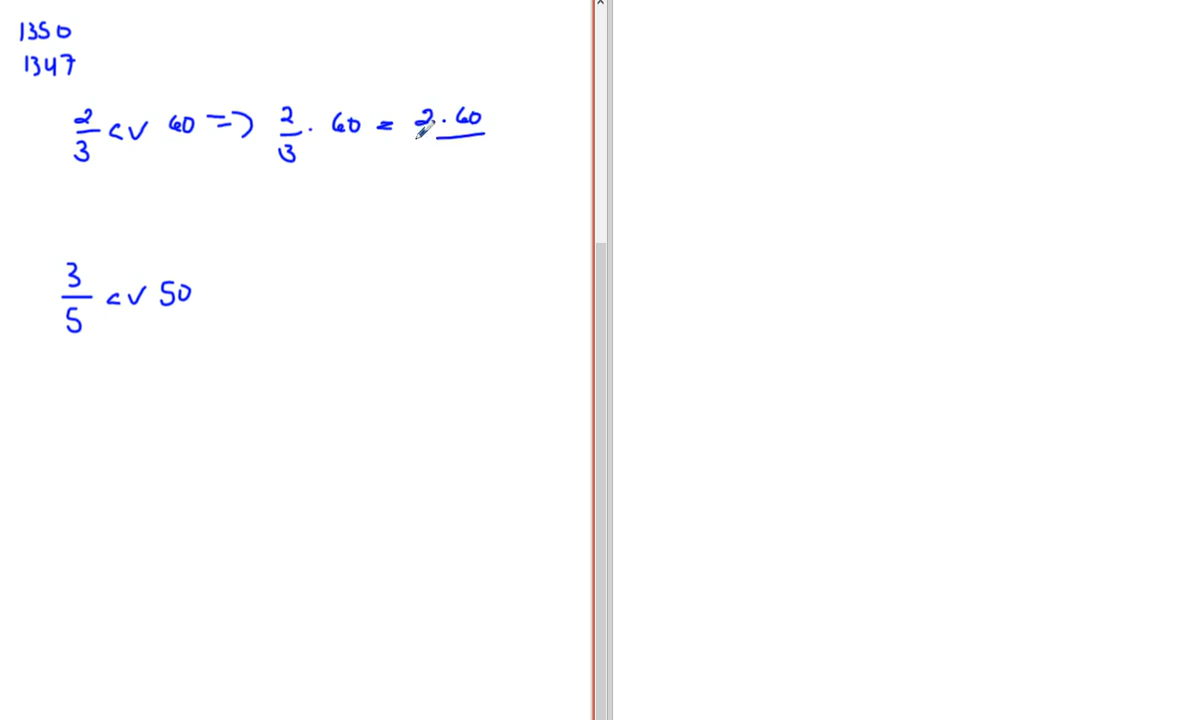 1350
1347
2/3 av 60 => 2/3 · 60 = 2·60
3/5 av 50